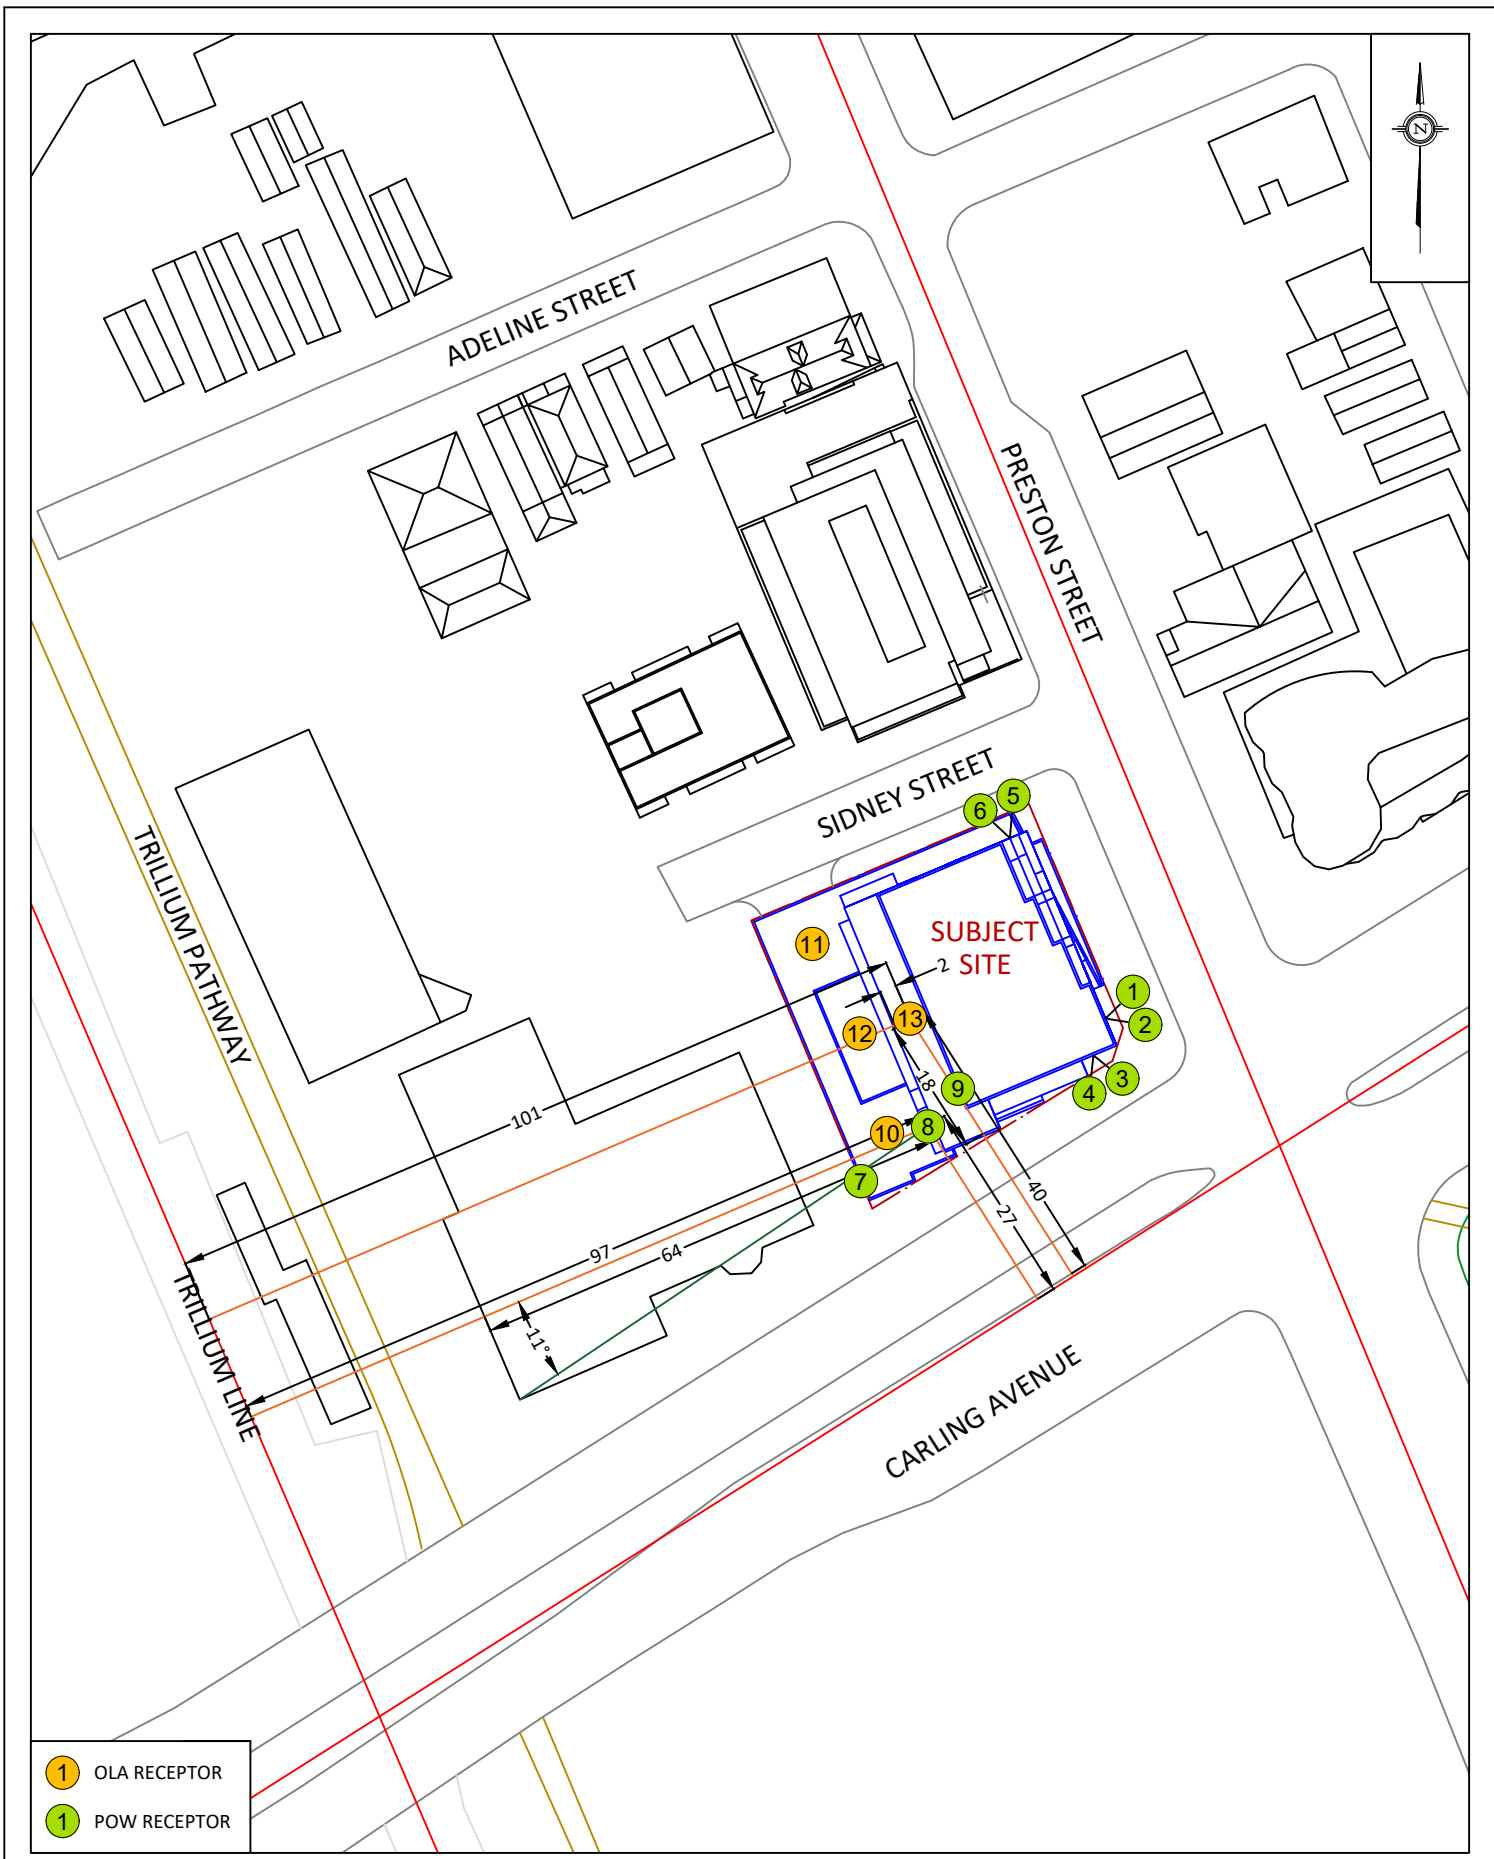 N
ADELINE STREET
PRESTON STREET
SIDNEY STREET
5
6
TRILLIUM PATHWAY
SUBJECT
SITE
11
2
1
2
13
12
18
9
3
4
101
8
10
7
40
27
97
64
11°
TRILLIUM LINE
CARLING AVENUE
1 OLA RECEPTOR
1 POW RECEPTOR